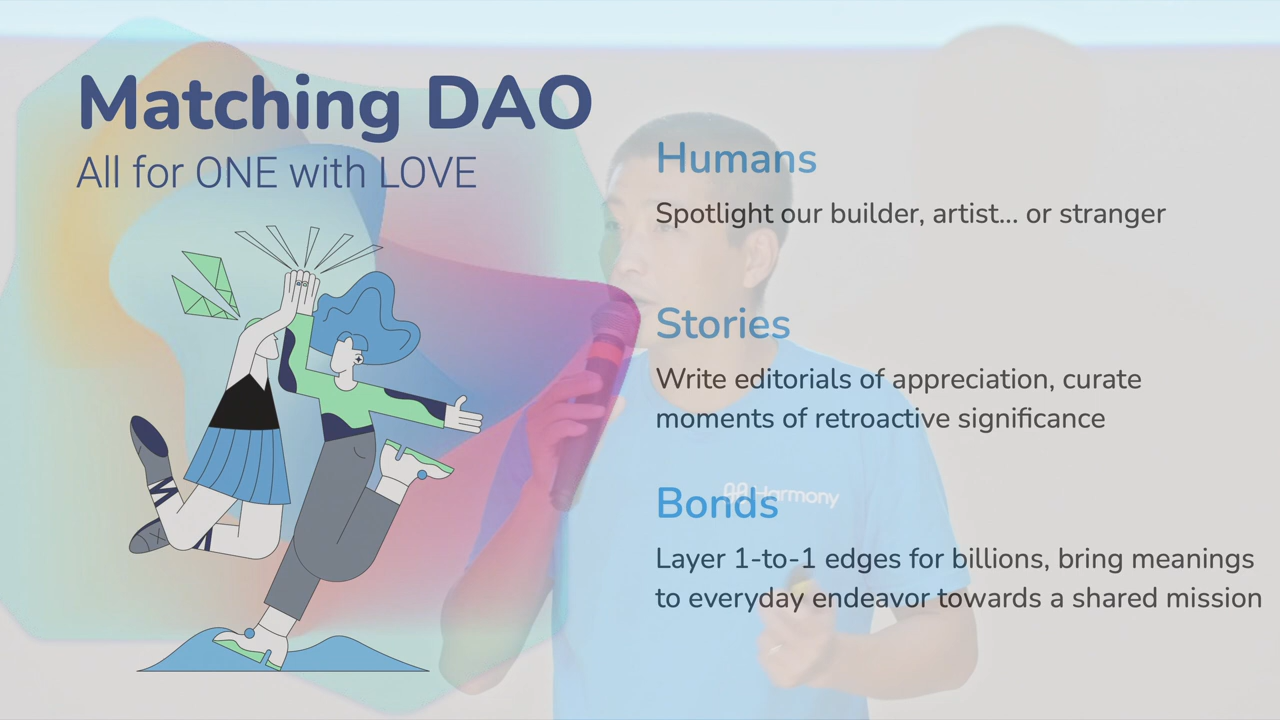 Matching DAO
All for ONE with LOVE
Humans
Spotlight our builder, artist... or stranger
Stories
Write editorials of appreciation, curate
moments of retroactive significance
Harmony
Bonds
Layer 1-to-1 edges for billions, bring meanings
to everyday endeavor towards a shared mission